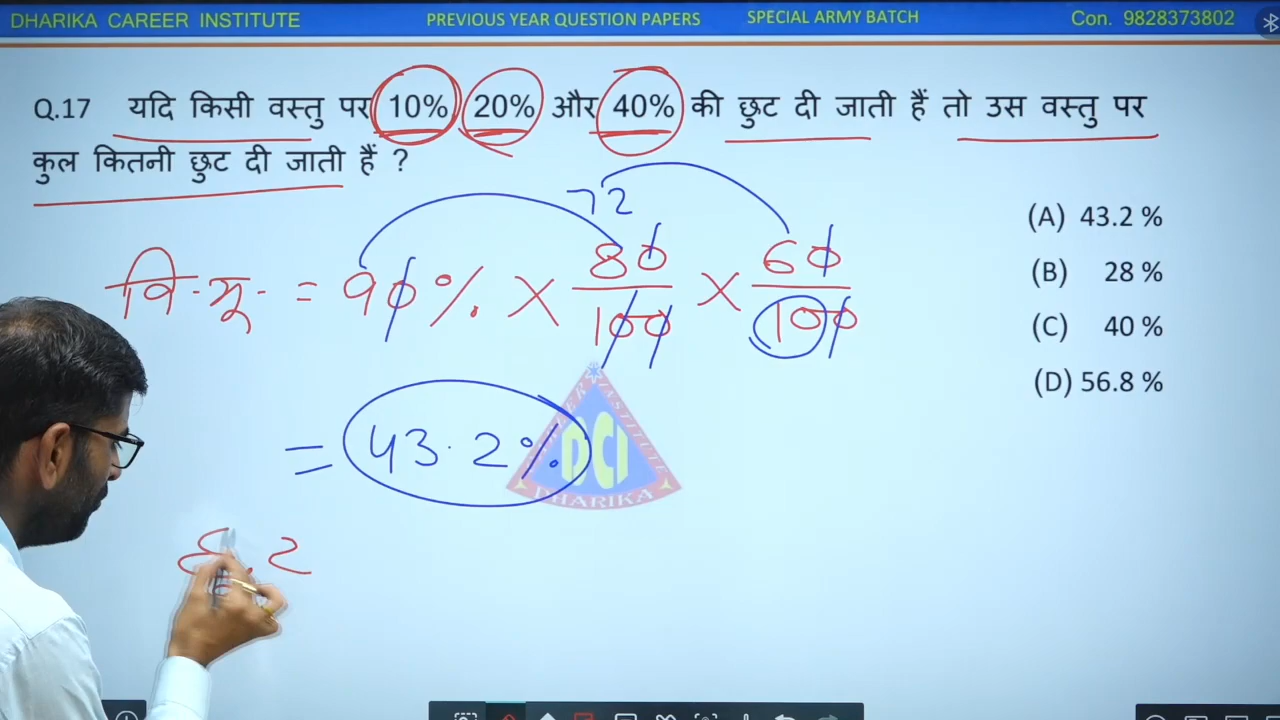 DHARIKA CAREER INSTITUTE PREVIOUS YEAR QUESTION PAPERS SPECIAL ARMY BATCH Con. 9828373802
Q.17 यदि किसी वस्तु पर 10% 20% और 40% की छुट दी जाती हैं तो उस वस्तु पर
कुल कितनी छुट दी जाती हैं ?
72
वि.मू. = 90% × 80/100 × 60/100
= 43.2%
(A) 43.2 %
(B) 28 %
(C) 40 %
(D) 56.8 %
DCI
DHARIKA